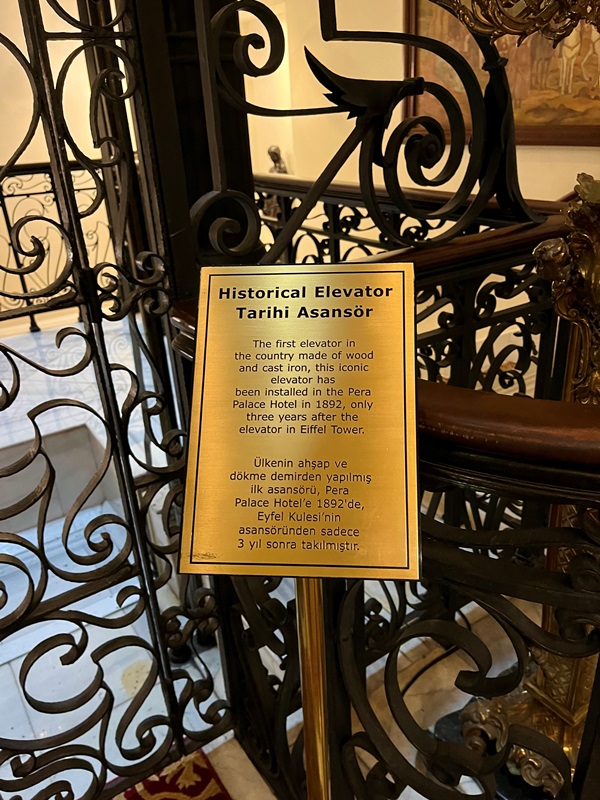 Historical Elevator
Tarihi Asansör
The first elevator in
the country made of wood
and cast iron, this iconic
elevator has
been installed in the Pera
Palace Hotel in 1892, only
three years after the
elevator in Eiffel Tower.
Ülkenin ahşap ve
dökme demirden yapılmış
ilk asansörü, Pera
Palace Hotel'e 1892'de,
Eyfel Kulesi'nin
asansöründen sadece
3 yıl sonra takılmıştır.